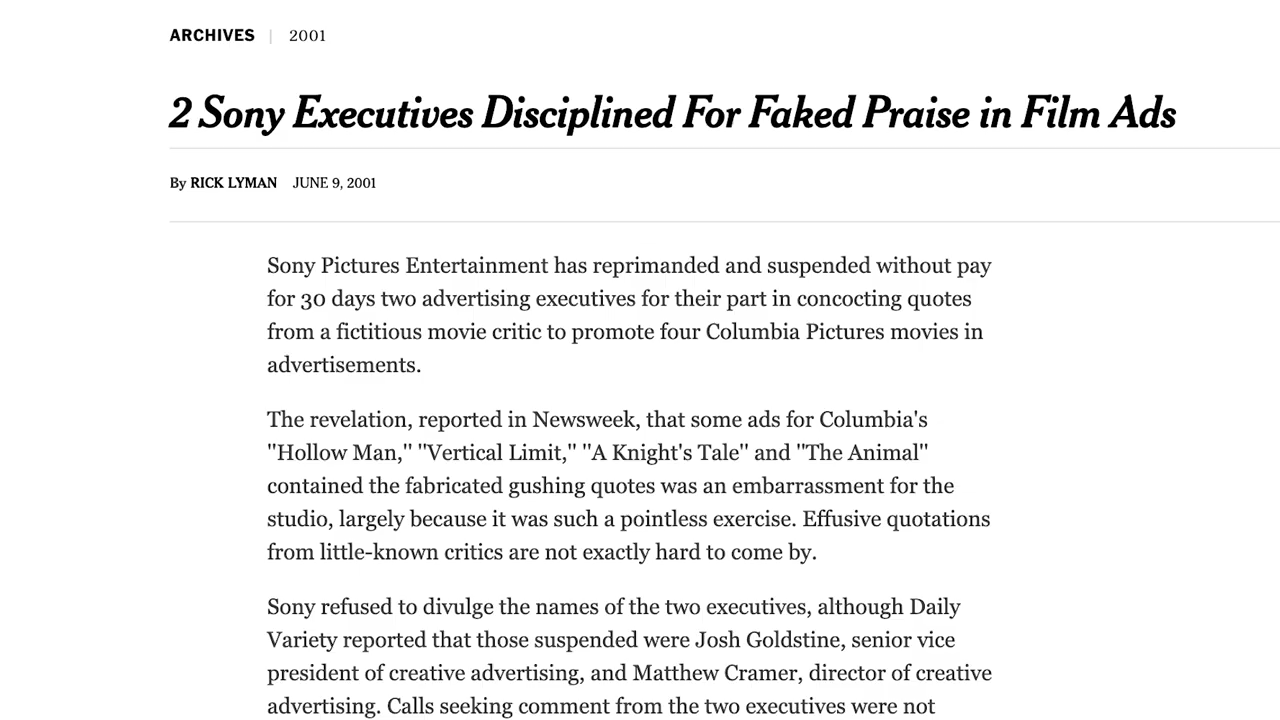 ARCHIVES | 2001
2 Sony Executives Disciplined For Faked Praise in Film Ads
By RICK LYMAN JUNE 9, 2001
Sony Pictures Entertainment has reprimanded and suspended without pay
for 30 days two advertising executives for their part in concocting quotes
from a fictitious movie critic to promote four Columbia Pictures movies in
advertisements.
The revelation, reported in Newsweek, that some ads for Columbia's
''Hollow Man,'' ''Vertical Limit,'' ''A Knight's Tale'' and ''The Animal''
contained the fabricated gushing quotes was an embarrassment for the
studio, largely because it was such a pointless exercise. Effusive quotations
from little-known critics are not exactly hard to come by.
Sony refused to divulge the names of the two executives, although Daily
Variety reported that those suspended were Josh Goldstine, senior vice
president of creative advertising, and Matthew Cramer, director of creative
advertising. Calls seeking comment from the two executives were not